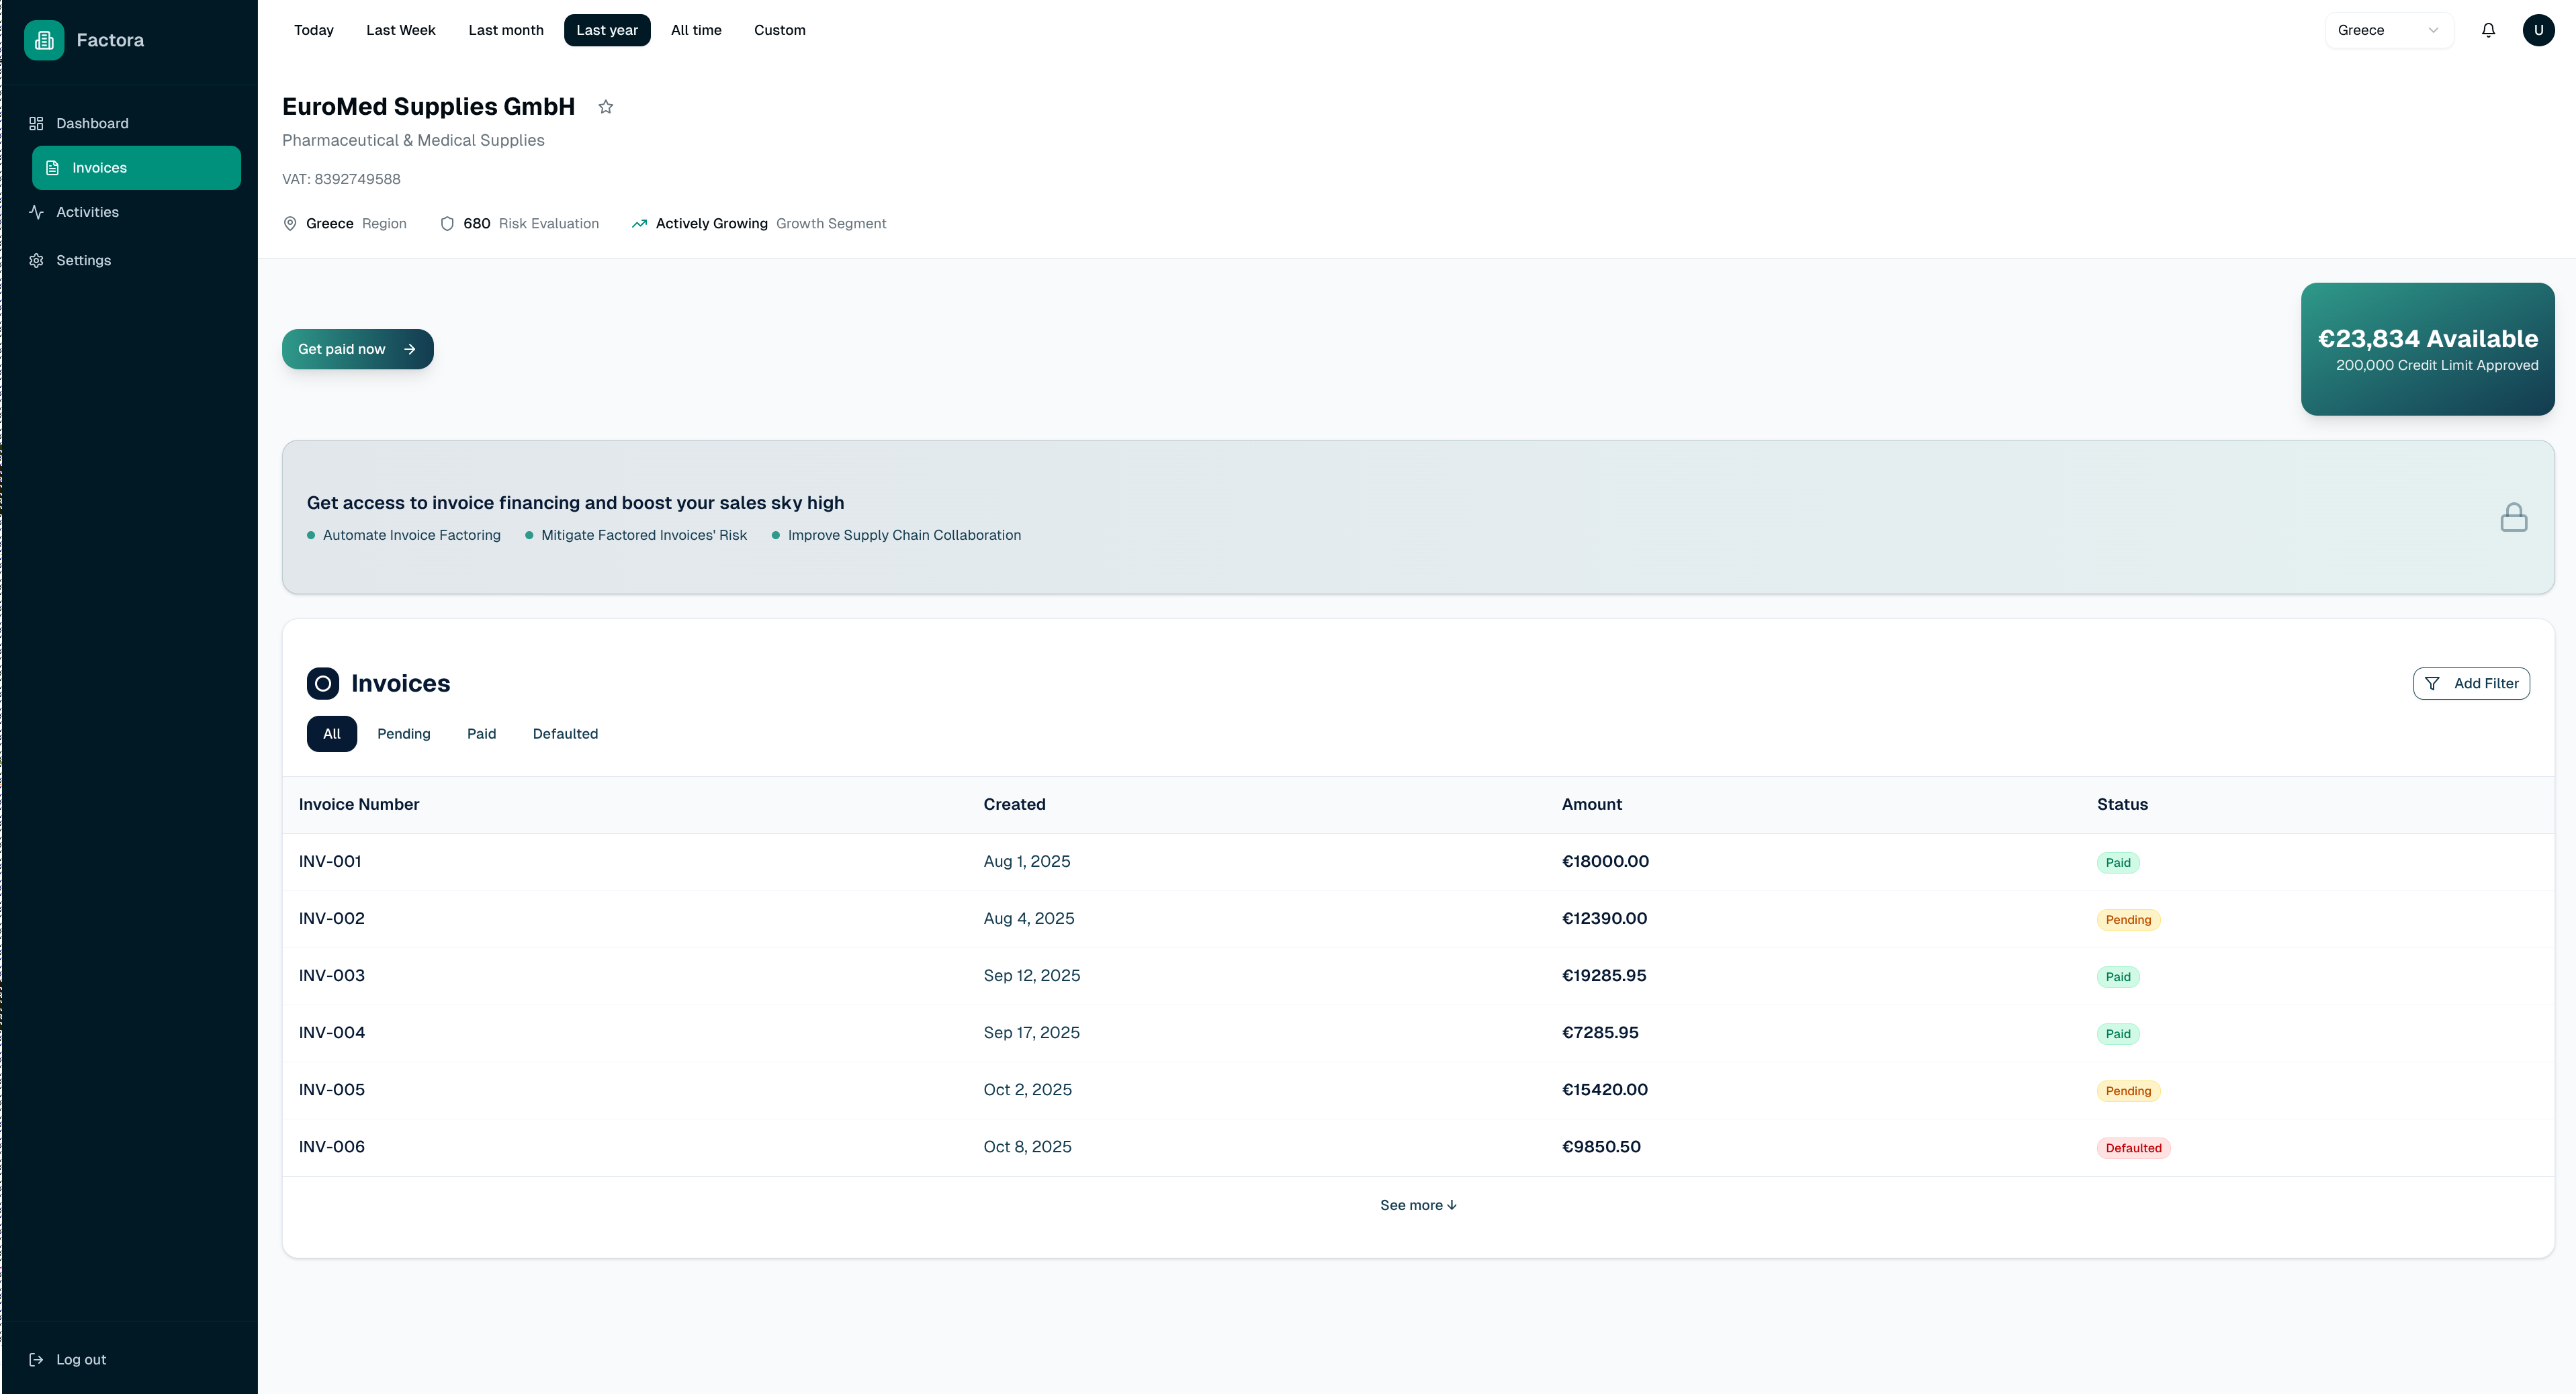 Factora
Dashboard
Invoices
Activities
Settings
Log out
Today Last Week Last month Last year All time Custom
Greece
U
EuroMed Supplies GmbH
Pharmaceutical & Medical Supplies
VAT: 8392749588
Greece Region 680 Risk Evaluation Actively Growing Growth Segment
Get paid now
€23,834 Available
200,000 Credit Limit Approved
Get access to invoice financing and boost your sales sky high
Automate Invoice Factoring Mitigate Factored Invoices' Risk Improve Supply Chain Collaboration
Invoices
Add Filter
All Pending Paid Defaulted
Invoice Number Created Amount Status
INV-001 Aug 1, 2025 €18000.00 Paid
INV-002 Aug 4, 2025 €12390.00 Pending
INV-003 Sep 12, 2025 €19285.95 Paid
INV-004 Sep 17, 2025 €7285.95 Paid
INV-005 Oct 2, 2025 €15420.00 Pending
INV-006 Oct 8, 2025 €9850.50 Defaulted
See more ↓